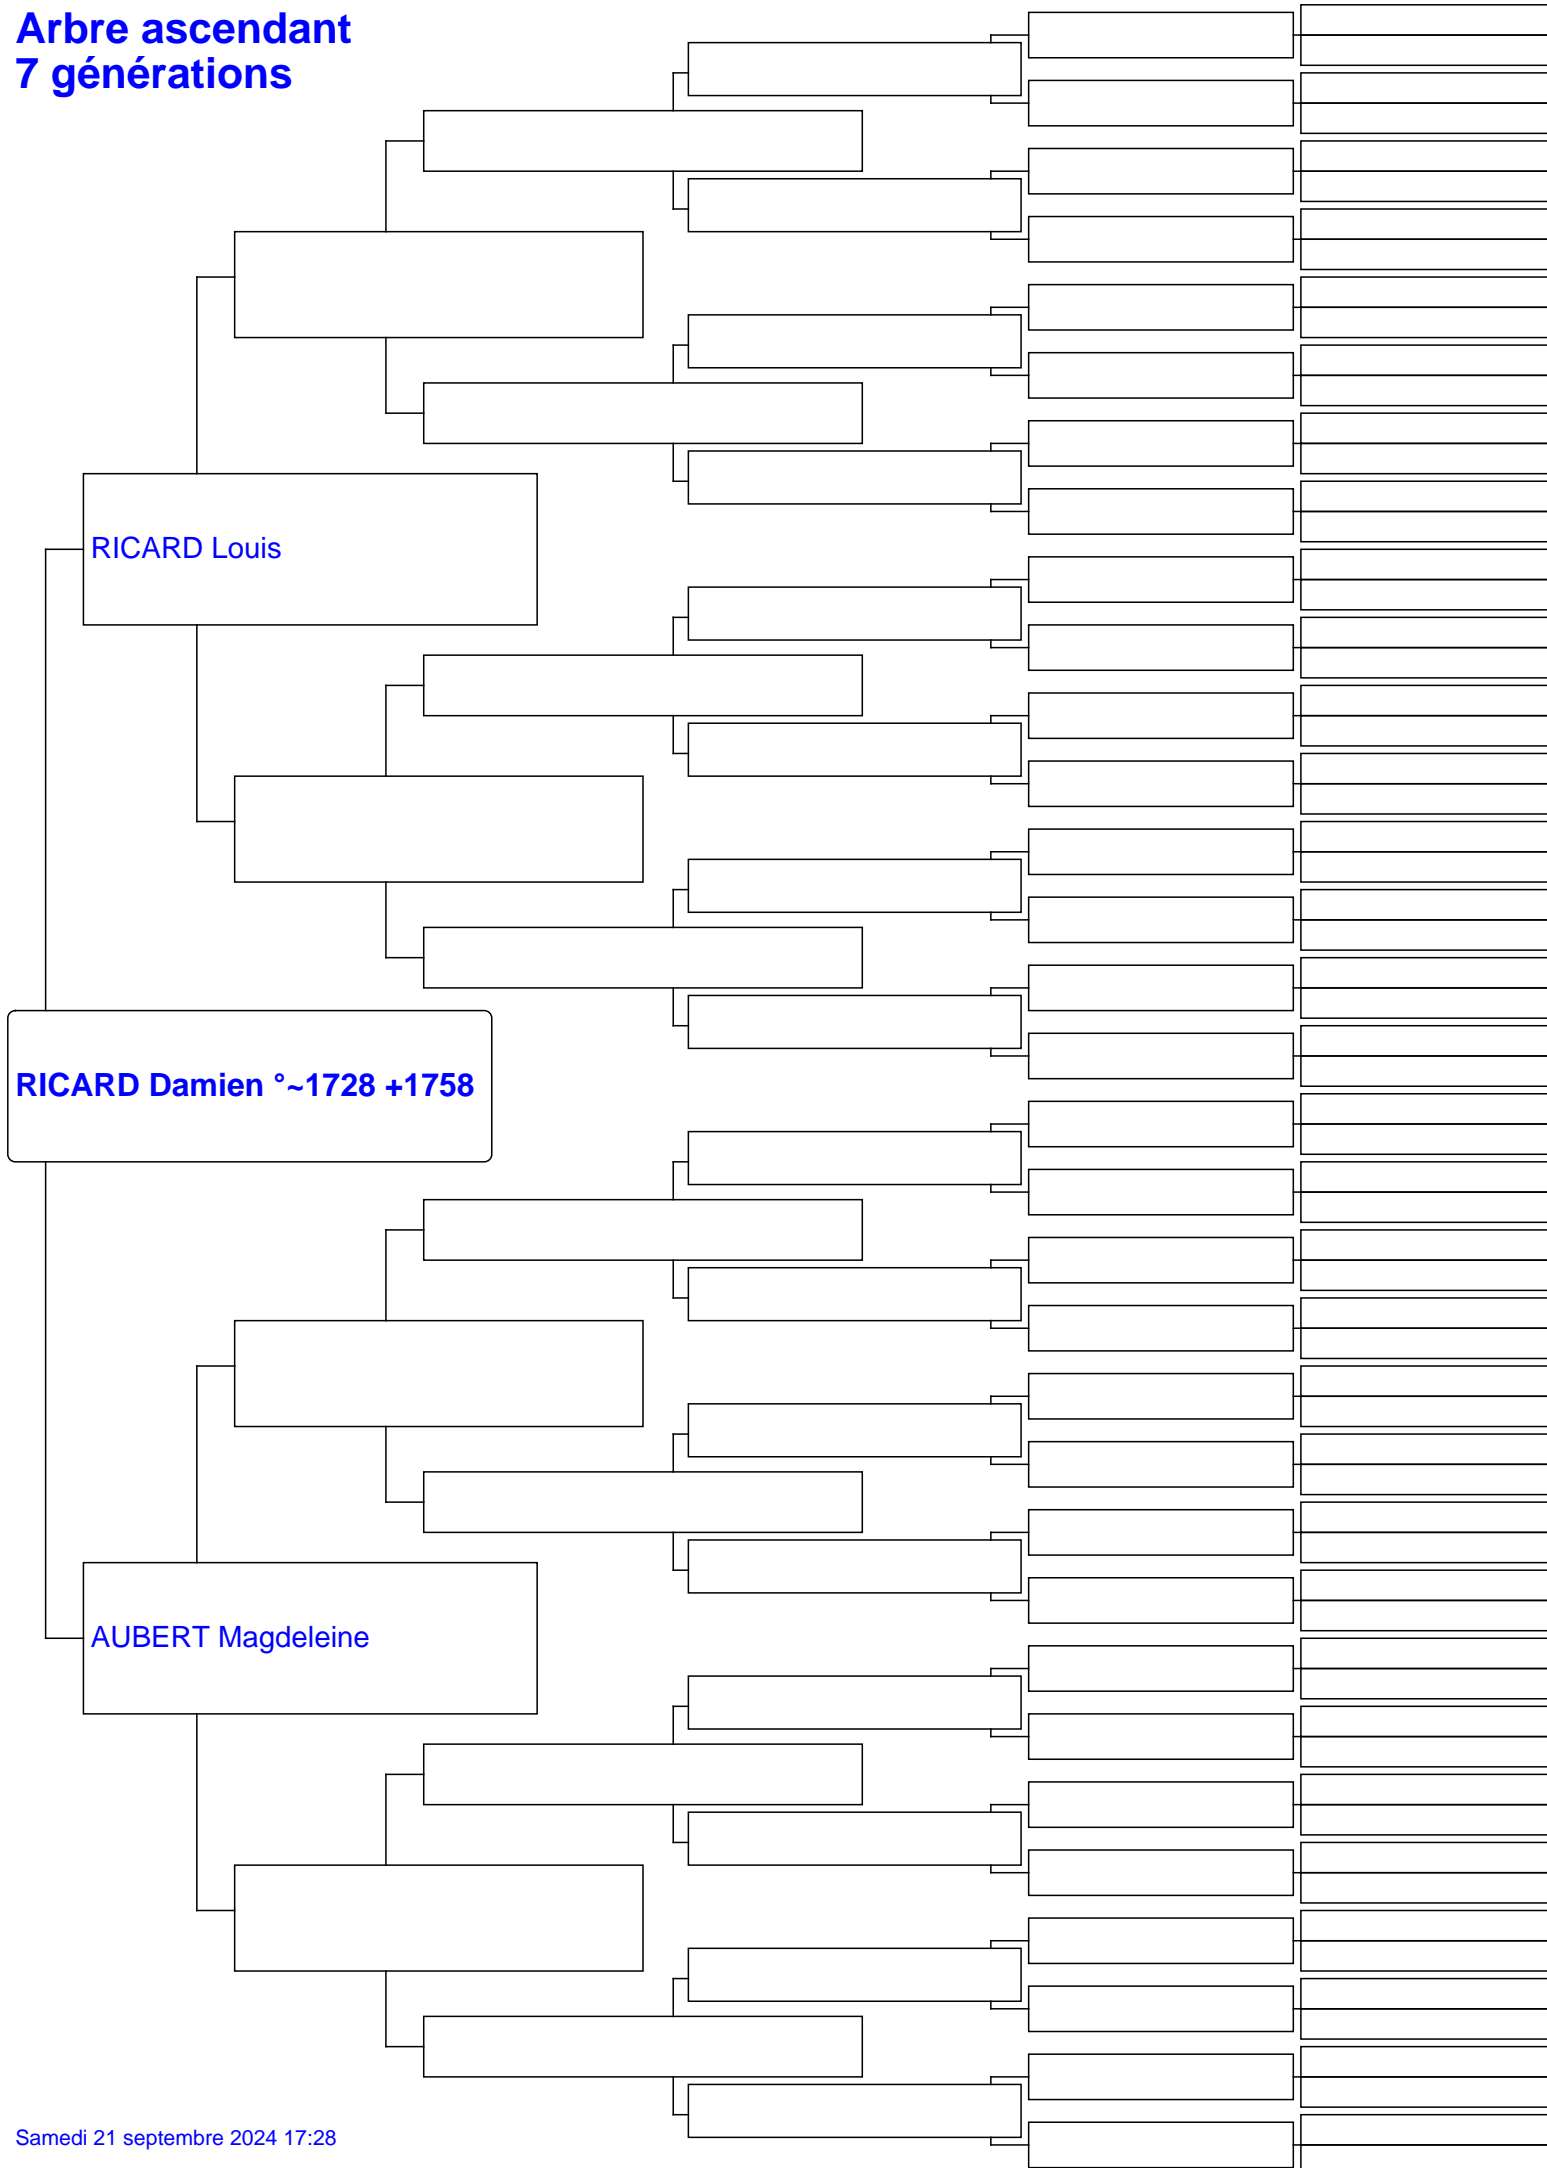 Arbre ascendant
7 générations
RICARD Louis
RICARD Damien °~1728 +1758
AUBERT Magdeleine
Samedi 21 septembre 2024 17:28